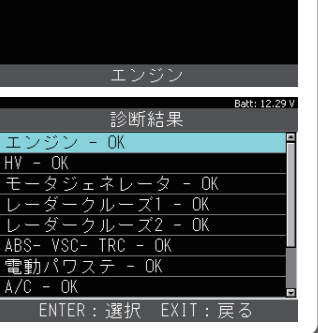 エンジン
Batt: 12.29 V
診断結果
エンジン - OK
HV - OK
モータジェネレータ - OK
レーダークルーズ1 - OK
レーダークルーズ2 - OK
ABS- VSC- TRC - OK
電動パワステ - OK
A/C - OK
ENTER：選択 EXIT：戻る